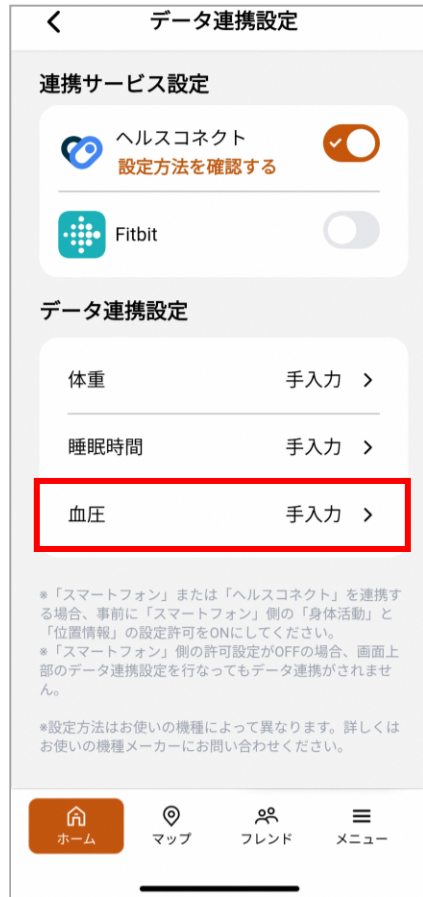 データ連携設定
連携サービス設定
ヘルスコネクト
設定方法を確認する
Fitbit
データ連携設定
体重 手入力
睡眠時間 手入力
血圧 手入力
※「スマートフォン」または「ヘルスコネクト」を連携す
る場合、事前に「スマートフォン」側の「身体活動」と
「位置情報」の設定許可をONにしてください。
※「スマートフォン」側の許可設定がOFFの場合、画面上
部のデータ連携設定を行なってもデータ連携がされませ
ん。
※設定方法はお使いの機種によって異なります。詳しくは
お使いの機種メーカーにお問い合わせください。
ホーム マップ フレンド メニュー